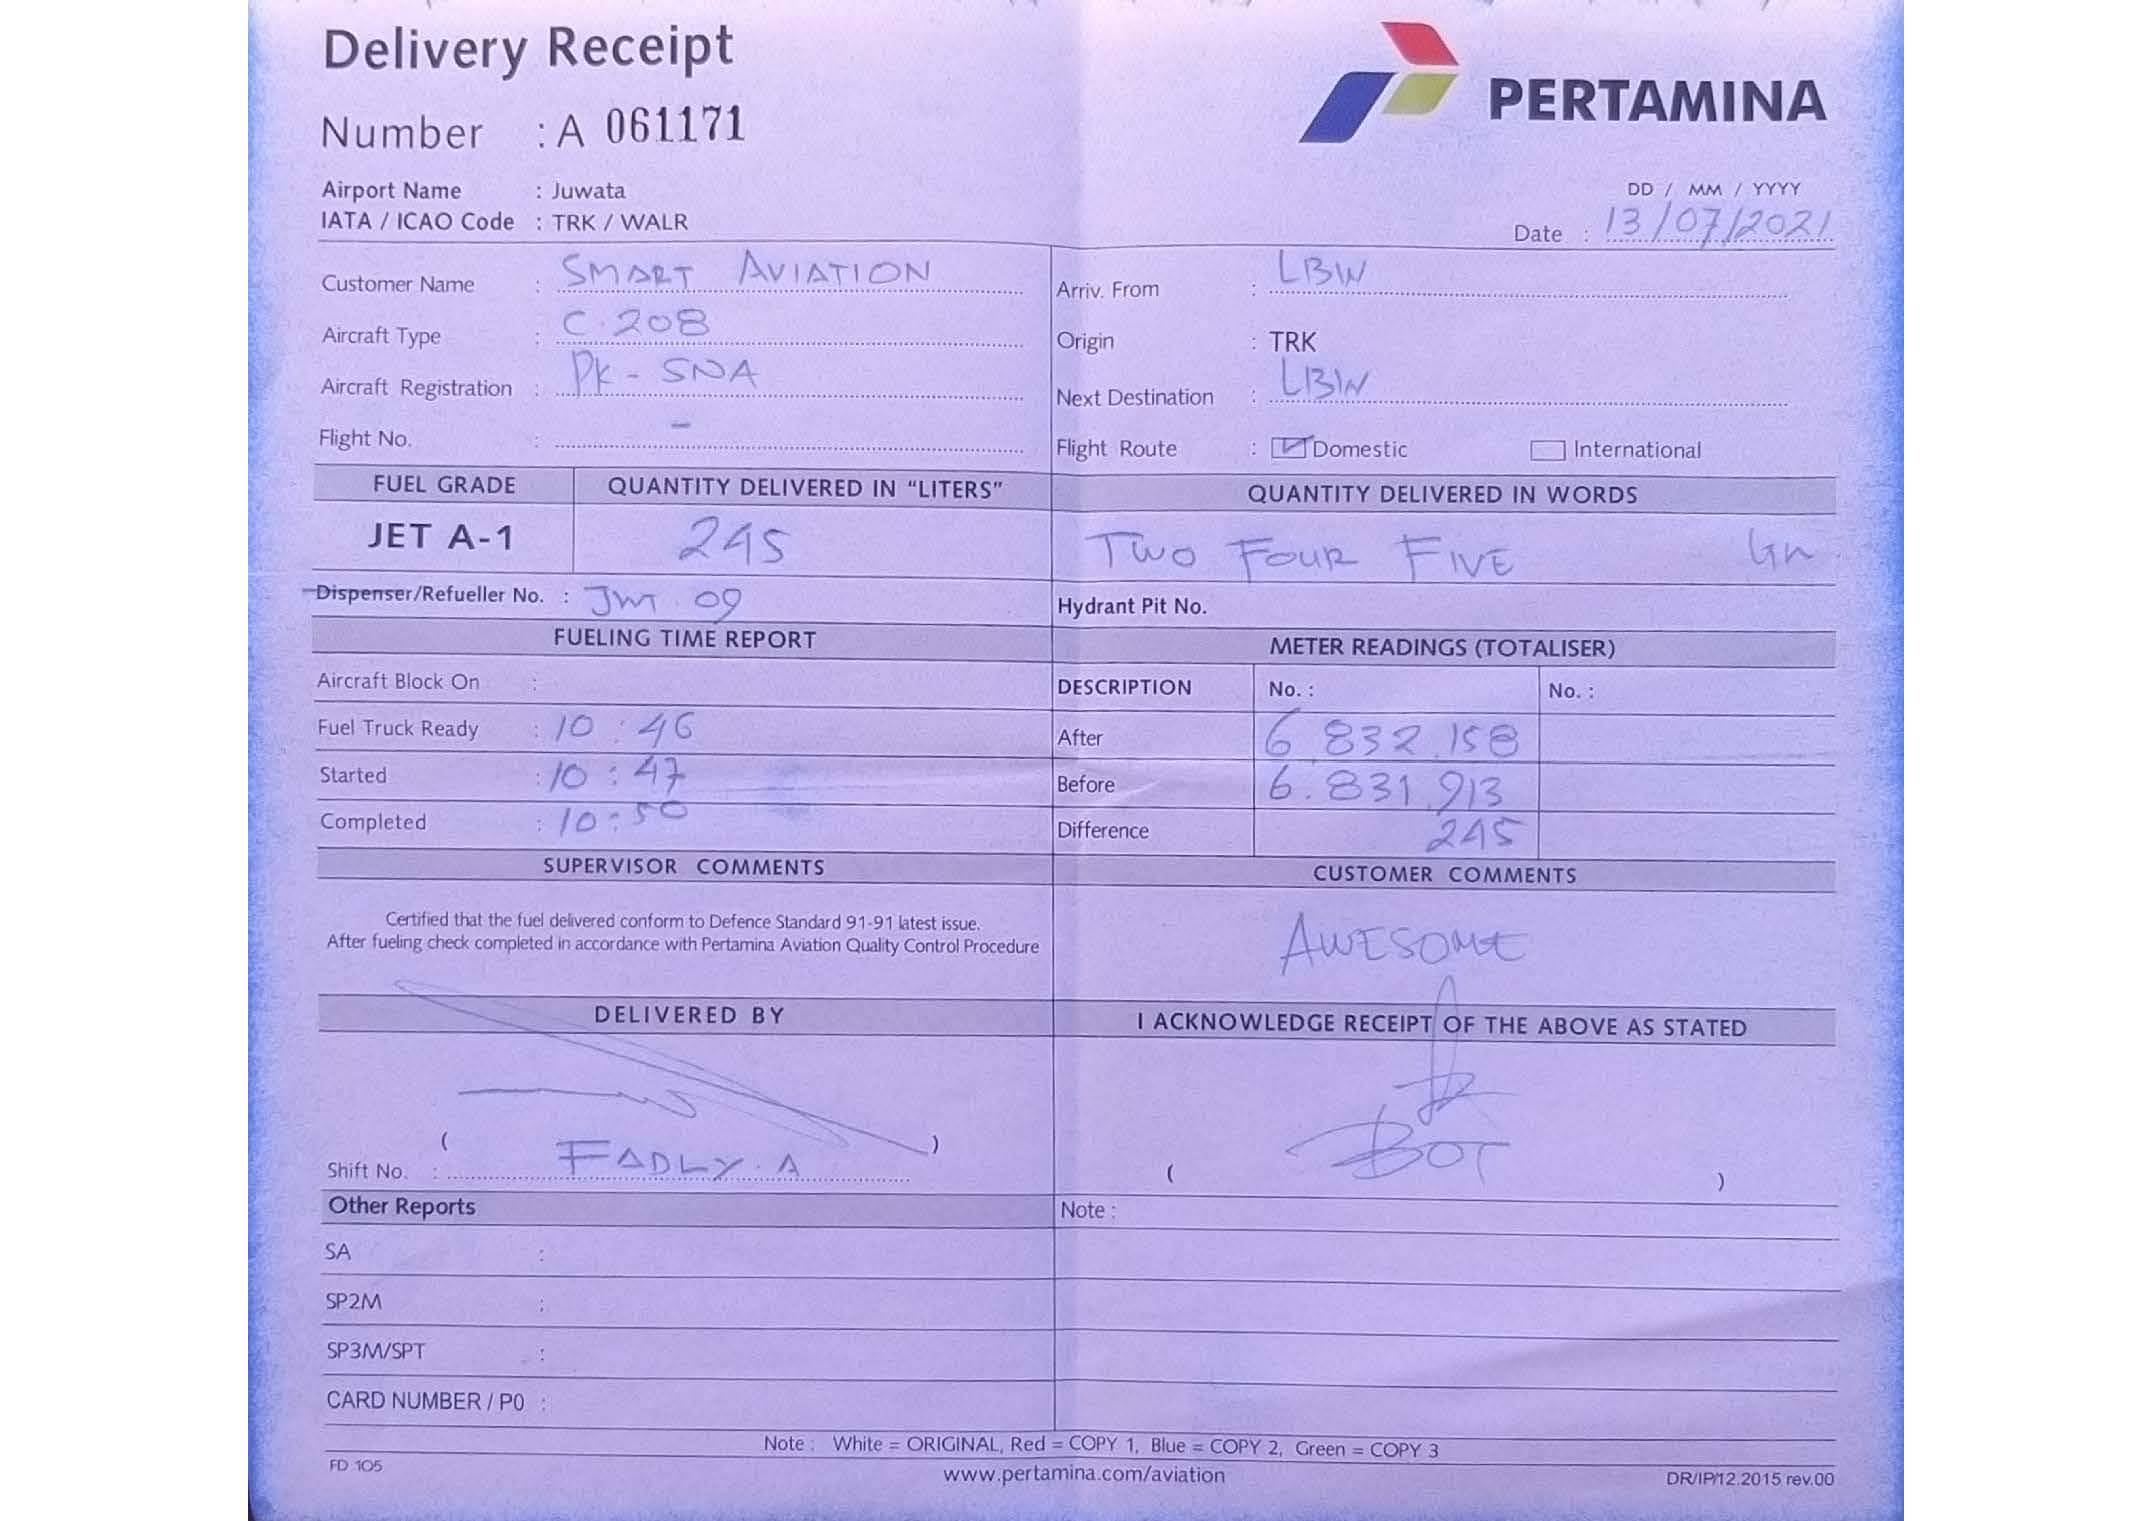 Delivery Receipt
PERTAMINA
Number : A 061171
Airport Name : Juwata
IATA / ICAO Code : TRK / WALR
DD / MM / YYYY
Date : 13/07/2021
Customer Name : SMART AVIATION
Arriv. From : LBW
Aircraft Type : C.208
Origin : TRK
Aircraft Registration : PK - SNA
Next Destination : LBW
Flight No. : -
Flight Route : Domestic International
FUEL GRADE QUANTITY DELIVERED IN “LITERS” QUANTITY DELIVERED IN WORDS
JET A-1 245 TWO FOUR FIVE
Dispenser/Refueller No. : JWT 09
Hydrant Pit No.
FUELING TIME REPORT METER READINGS (TOTALISER)
Aircraft Block On :
DESCRIPTION No. : No. :
Fuel Truck Ready : 10 : 46
After 6 832.158
Started : 10 : 47
Before 6.831.913
Completed : 10 : 50
Difference 245
SUPERVISOR COMMENTS CUSTOMER COMMENTS
Certified that the fuel delivered conform to Defence Standard 91-91 latest issue.
After fueling check completed in accordance with Pertamina Aviation Quality Control Procedure
AWESOME
DELIVERED BY I ACKNOWLEDGE RECEIPT OF THE ABOVE AS STATED
( )
Shift No. : FADLY.A
( BOT )
Other Reports
Note :
SA :
SP2M :
SP3M/SPT :
CARD NUMBER / P0 :
Note : White = ORIGINAL, Red = COPY 1, Blue = COPY 2, Green = COPY 3
FD 105
www.pertamina.com/aviation
DR/IP/12.2015 rev.00